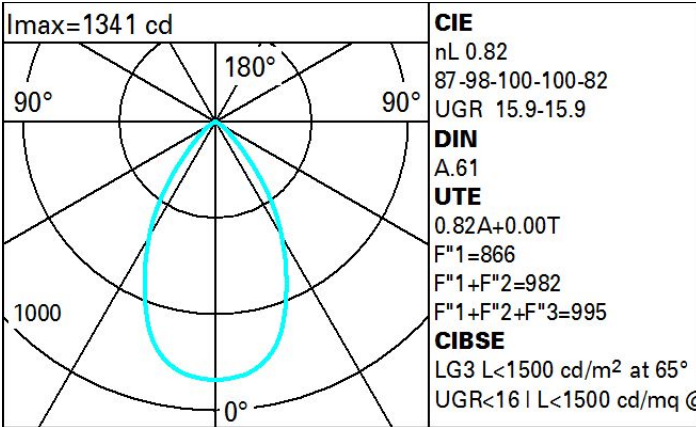 Imax=1341 cd
180°
90°
90°
1000
0°
CIE
nL 0.82
87-98-100-100-82
UGR 15.9-15.9
DIN
A.61
UTE
0.82A+0.00T
F"1=866
F"1+F"2=982
F"1+F"2+F"3=995
CIBSE
LG3 L<1500 cd/m² at 65°
UGR<16 | L<1500 cd/mq @